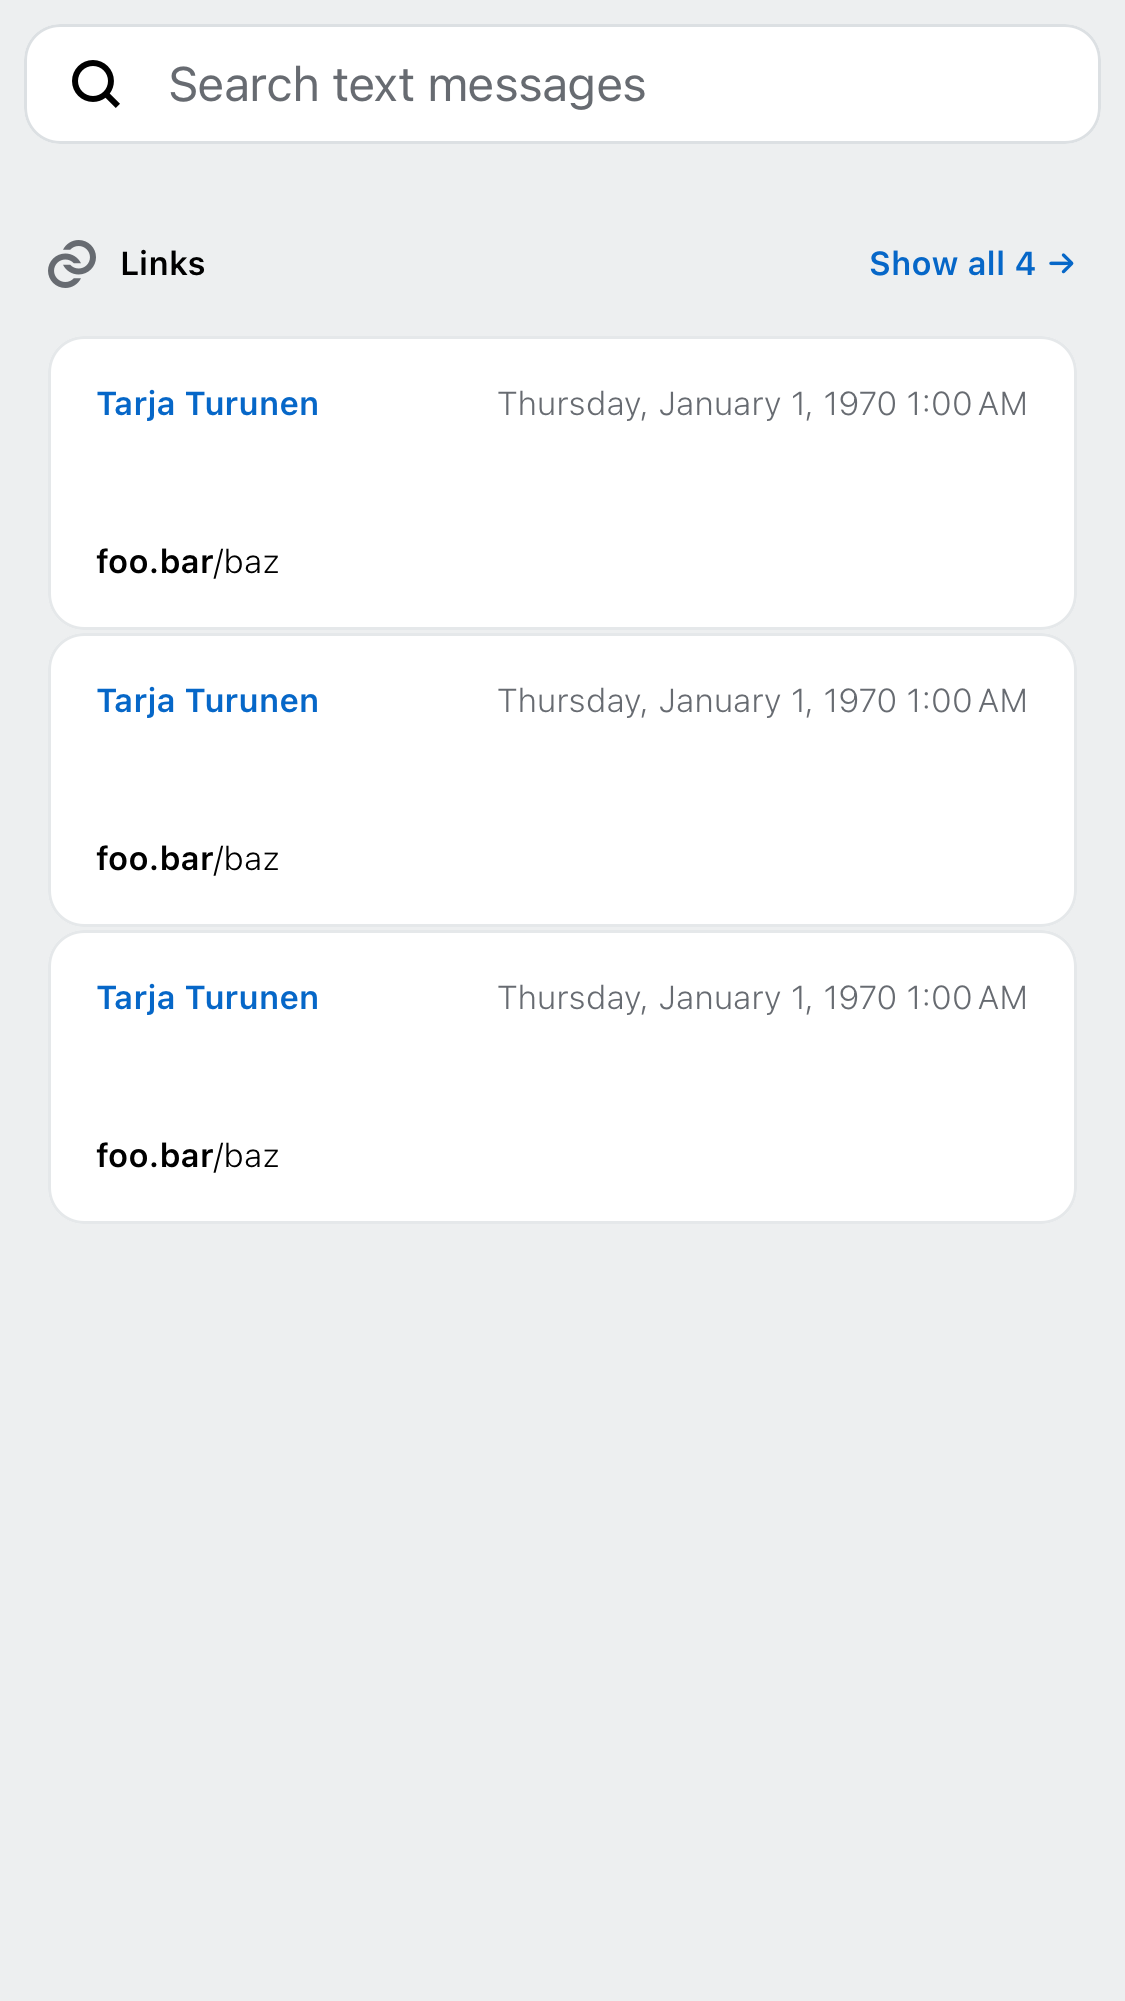 Search text messages
Links Show all 4 →
Tarja Turunen Thursday, January 1, 1970 1:00 AM
foo.bar/baz
Tarja Turunen Thursday, January 1, 1970 1:00 AM
foo.bar/baz
Tarja Turunen Thursday, January 1, 1970 1:00 AM
foo.bar/baz